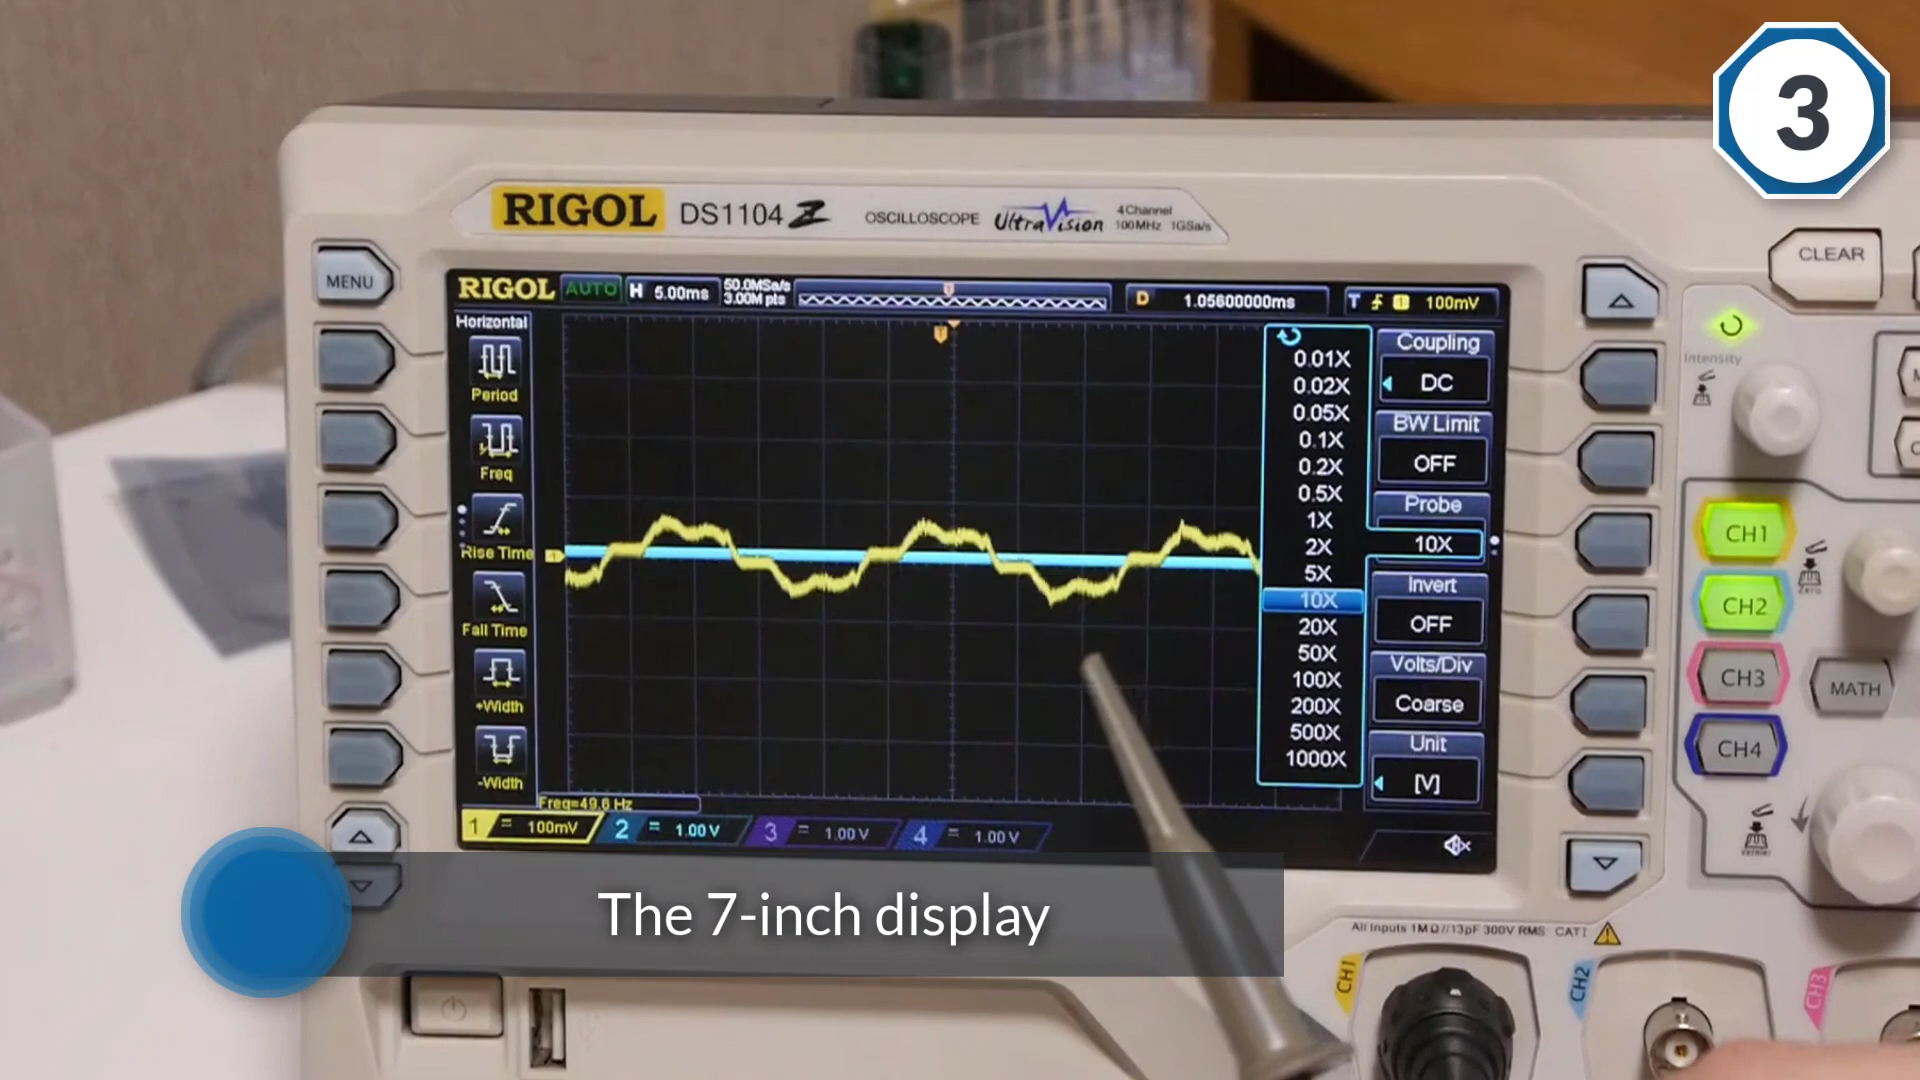 3
RIGOL DS1104 Z OSCILLOSCOPE UltraVision 4 Channel 100MHz 1GSa/s
MENU
CLEAR
RIGOL AUTO H 5.00ms 50.0MSa/s 3.00M pts D 1.05600000ms T 1 100mV
Horizontal
Period
Freq
Rise Time
Fall Time
+Width
-Width
T
1
0.01X
0.02X
0.05X
0.1X
0.2X
0.5X
1X
2X
5X
10X
20X
50X
100X
200X
500X
1000X
Coupling
DC
BW Limit
OFF
Probe
10X
Invert
OFF
Volts/Div
Coarse
Unit
[V]
Freq=49.6 Hz
1 = 100mV 2 = 1.00 V 3 = 1.00 V 4 = 1.00 V
Intensity
CH1
CH2
CH3
CH4
MATH
The 7-inch display
All Inputs 1MΩ//13pF 300V RMS CAT I
CH1
CH2
CH3